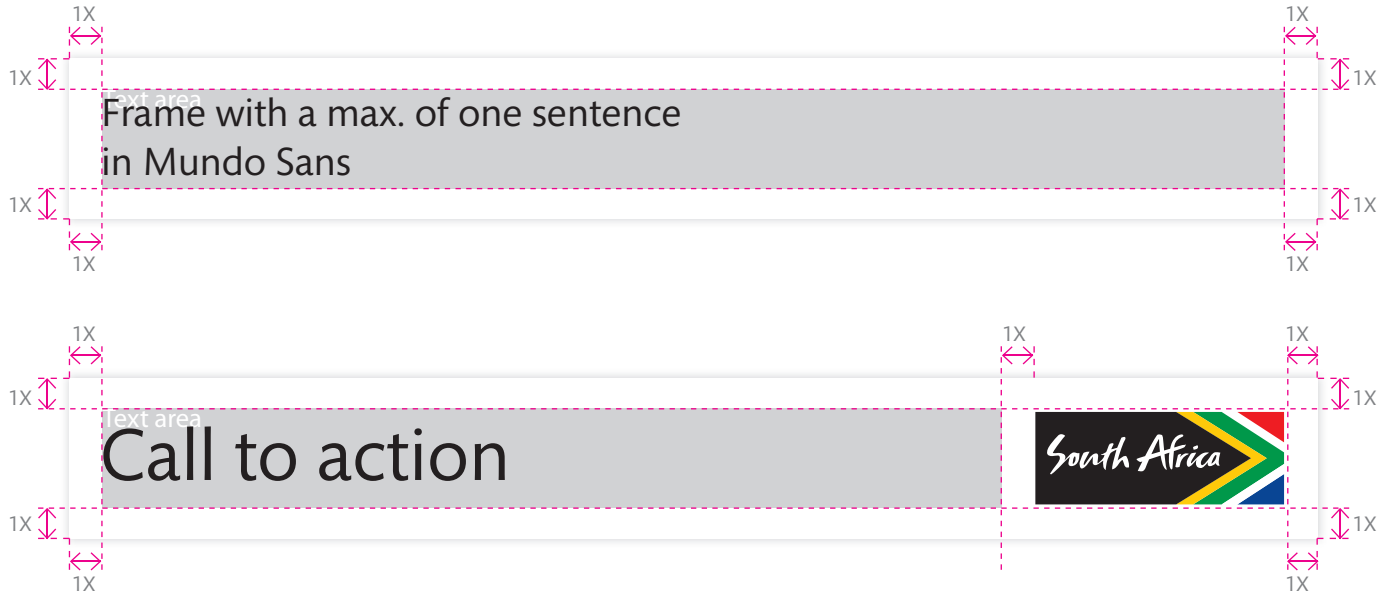 1X 1X
1X 1X
Text area
Frame with a max. of one sentence
in Mundo Sans
1X 1X
1X 1X
1X 1X 1X
1X 1X
Text area
Call to action
South Africa
1X 1X
1X 1X